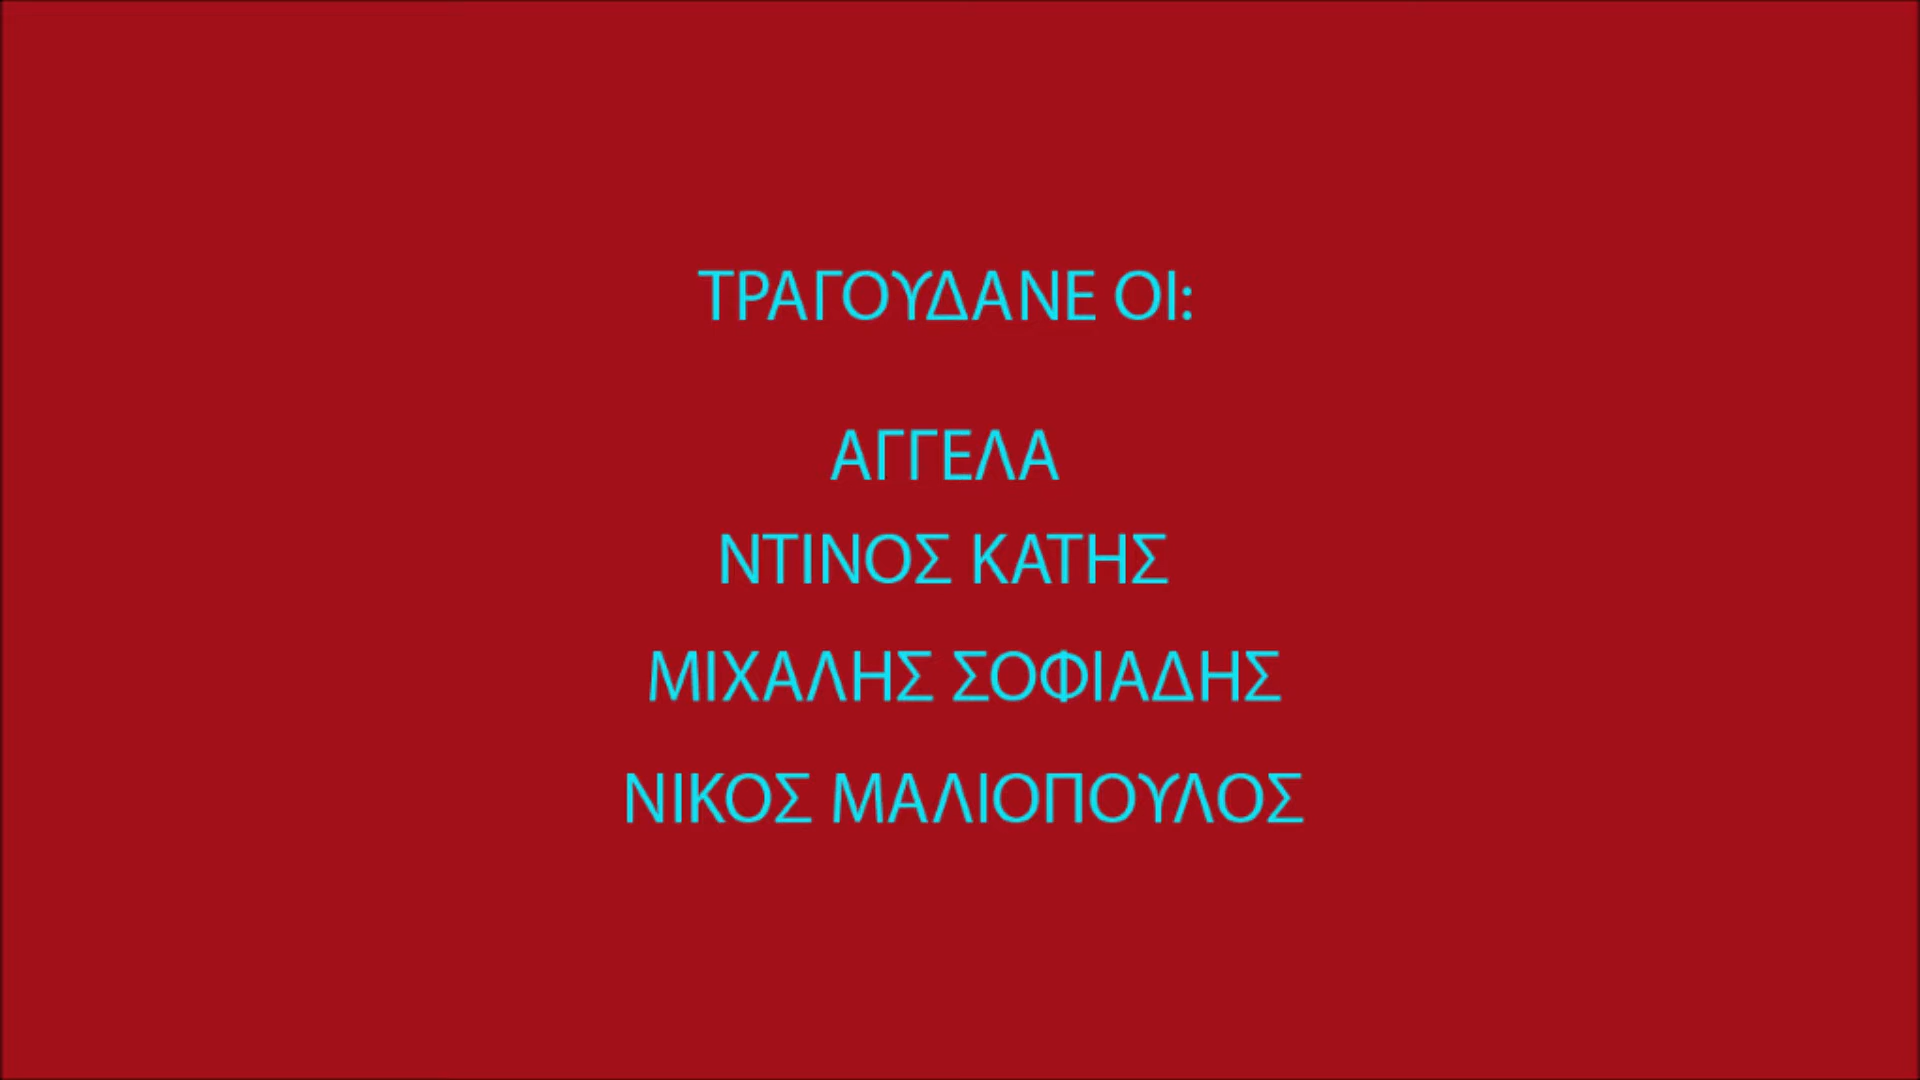 ΤΡΑΓΟΥΔΑΝΕ ΟΙ:
ΑΓΓΕΛΑ
ΝΤΙΝΟΣ ΚΑΤΗΣ
ΜΙΧΑΛΗΣ ΣΟΦΙΑΔΗΣ
ΝΙΚΟΣ ΜΑΛΙΟΠΟΥΛΟΣ